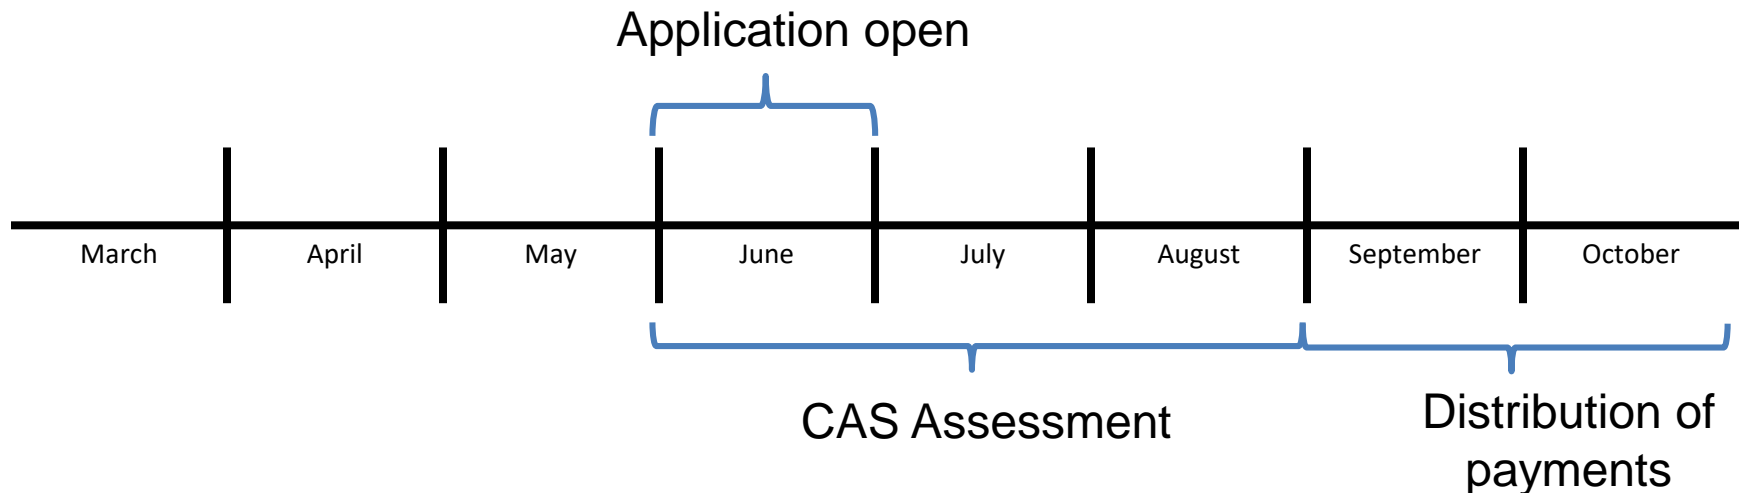 Application open
March
April
May
June
July
August
September
October
CAS Assessment
Distribution of
payments